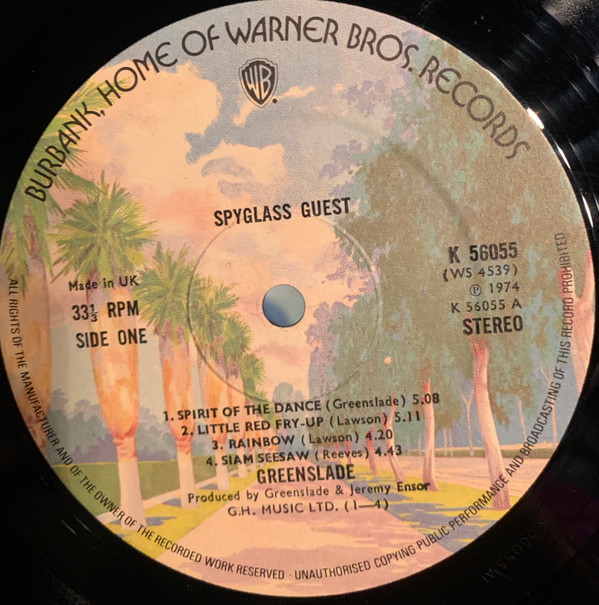 BURBANK, HOME OF WARNER BROS. RECORDS
WB
SPYGLASS GUEST
Made in UK
33⅓ RPM
SIDE ONE
K 56055
(WS 4539)
℗ 1974
K 56055 A
STEREO
1. SPIRIT OF THE DANCE (Greenslade) 5.08
2. LITTLE RED FRY-UP (Lawson) 5.11
3. RAINBOW (Lawson) 4.20
4. SIAM SEESAW (Reeves) 4.43
GREENSLADE
Produced by Greenslade & Jeremy Ensor
G.H. MUSIC LTD. (1—4)
ALL RIGHTS OF THE MANUFACTURER AND OF THE OWNER OF THE RECORDED WORK RESERVED · UNAUTHORISED COPYING PUBLIC PERFORMANCE AND BROADCASTING OF THIS RECORD PROHIBITED